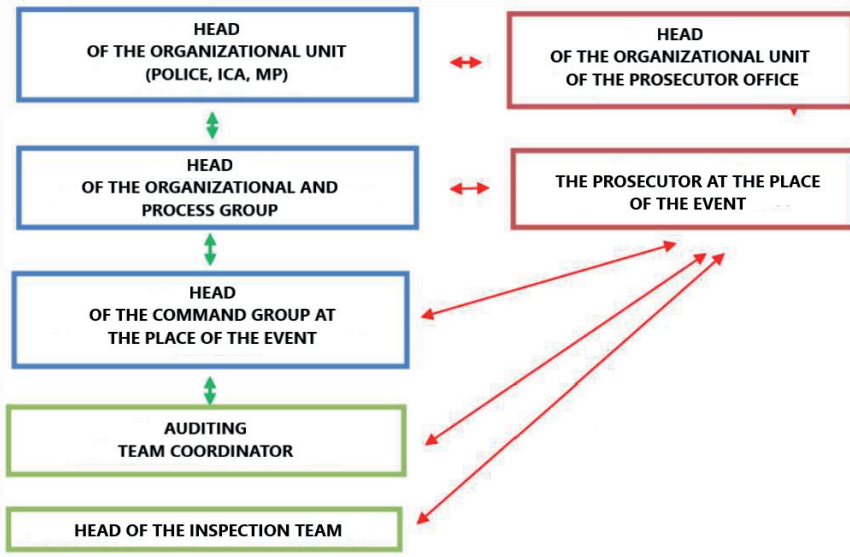 HEAD
OF THE ORGANIZATIONAL UNIT
(POLICE, ICA, MP)
HEAD
OF THE ORGANIZATIONAL UNIT
OF THE PROSECUTOR OFFICE
HEAD
OF THE ORGANIZATIONAL AND
PROCESS GROUP
THE PROSECUTOR AT THE PLACE
OF THE EVENT
HEAD
OF THE COMMAND GROUP AT
THE PLACE OF THE EVENT
AUDITING
TEAM COORDINATOR
HEAD OF THE INSPECTION TEAM